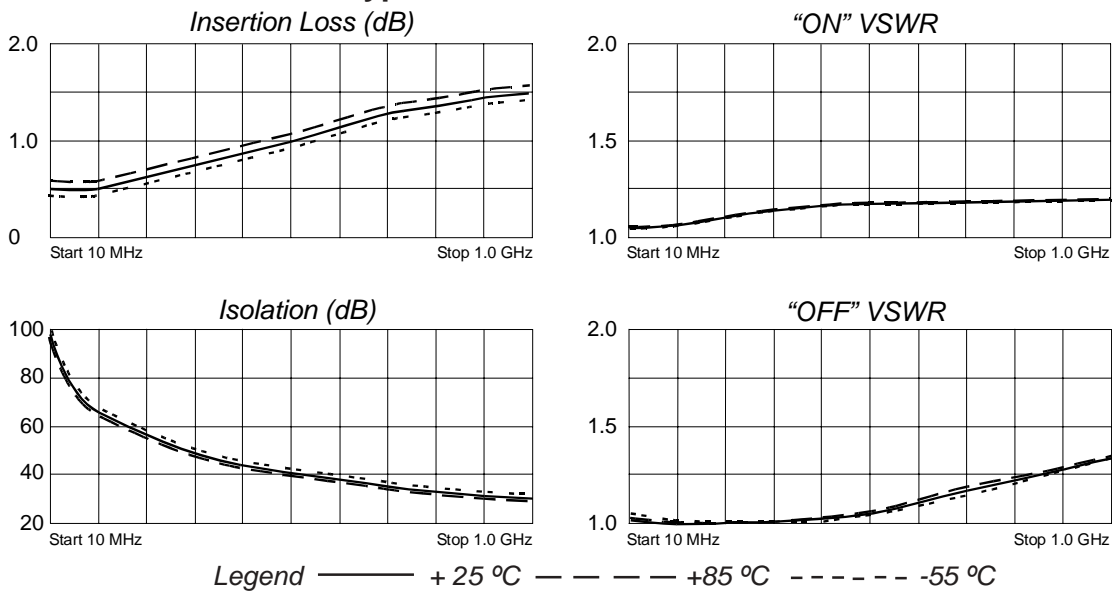 Insertion Loss (dB)
2.0
1.0
0
Start 10 MHz
Stop 1.0 GHz
“ON” VSWR
2.0
1.5
1.0
Start 10 MHz
Stop 1.0 GHz
Isolation (dB)
100
80
60
40
20
Start 10 MHz
Stop 1.0 GHz
“OFF” VSWR
2.0
1.5
1.0
Start 10 MHz
Stop 1.0 GHz
Legend + 25 ºC +85 ºC -55 ºC